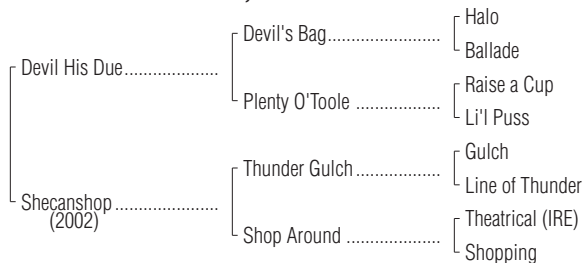 Halo
Devil's Bag
Ballade
Devil His Due
Raise a Cup
Plenty O'Toole
Li'l Puss
Gulch
Thunder Gulch
Line of Thunder
Shecanshop
(2002)
Theatrical (IRE)
Shop Around
Shopping